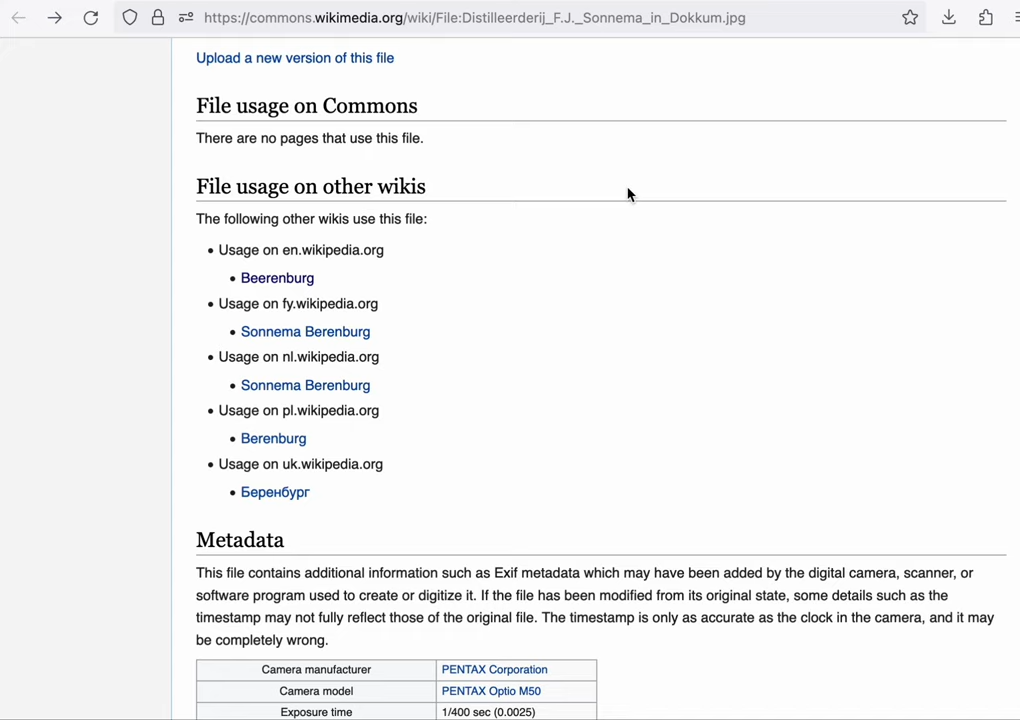 https://commons.wikimedia.org/wiki/File:Distilleerderij_F.J._Sonnema_in_Dokkum.jpg
Upload a new version of this file
File usage on Commons
There are no pages that use this file.
File usage on other wikis
The following other wikis use this file:
Usage on en.wikipedia.org
Beerenburg
Usage on fy.wikipedia.org
Sonnema Berenburg
Usage on nl.wikipedia.org
Sonnema Berenburg
Usage on pl.wikipedia.org
Berenburg
Usage on uk.wikipedia.org
Беренбург
Metadata
This file contains additional information such as Exif metadata which may have been added by the digital camera, scanner, or
software program used to create or digitize it. If the file has been modified from its original state, some details such as the
timestamp may not fully reflect those of the original file. The timestamp is only as accurate as the clock in the camera, and it may
be completely wrong.
Camera manufacturer PENTAX Corporation
Camera model PENTAX Optio M50
Exposure time 1/400 sec (0.0025)